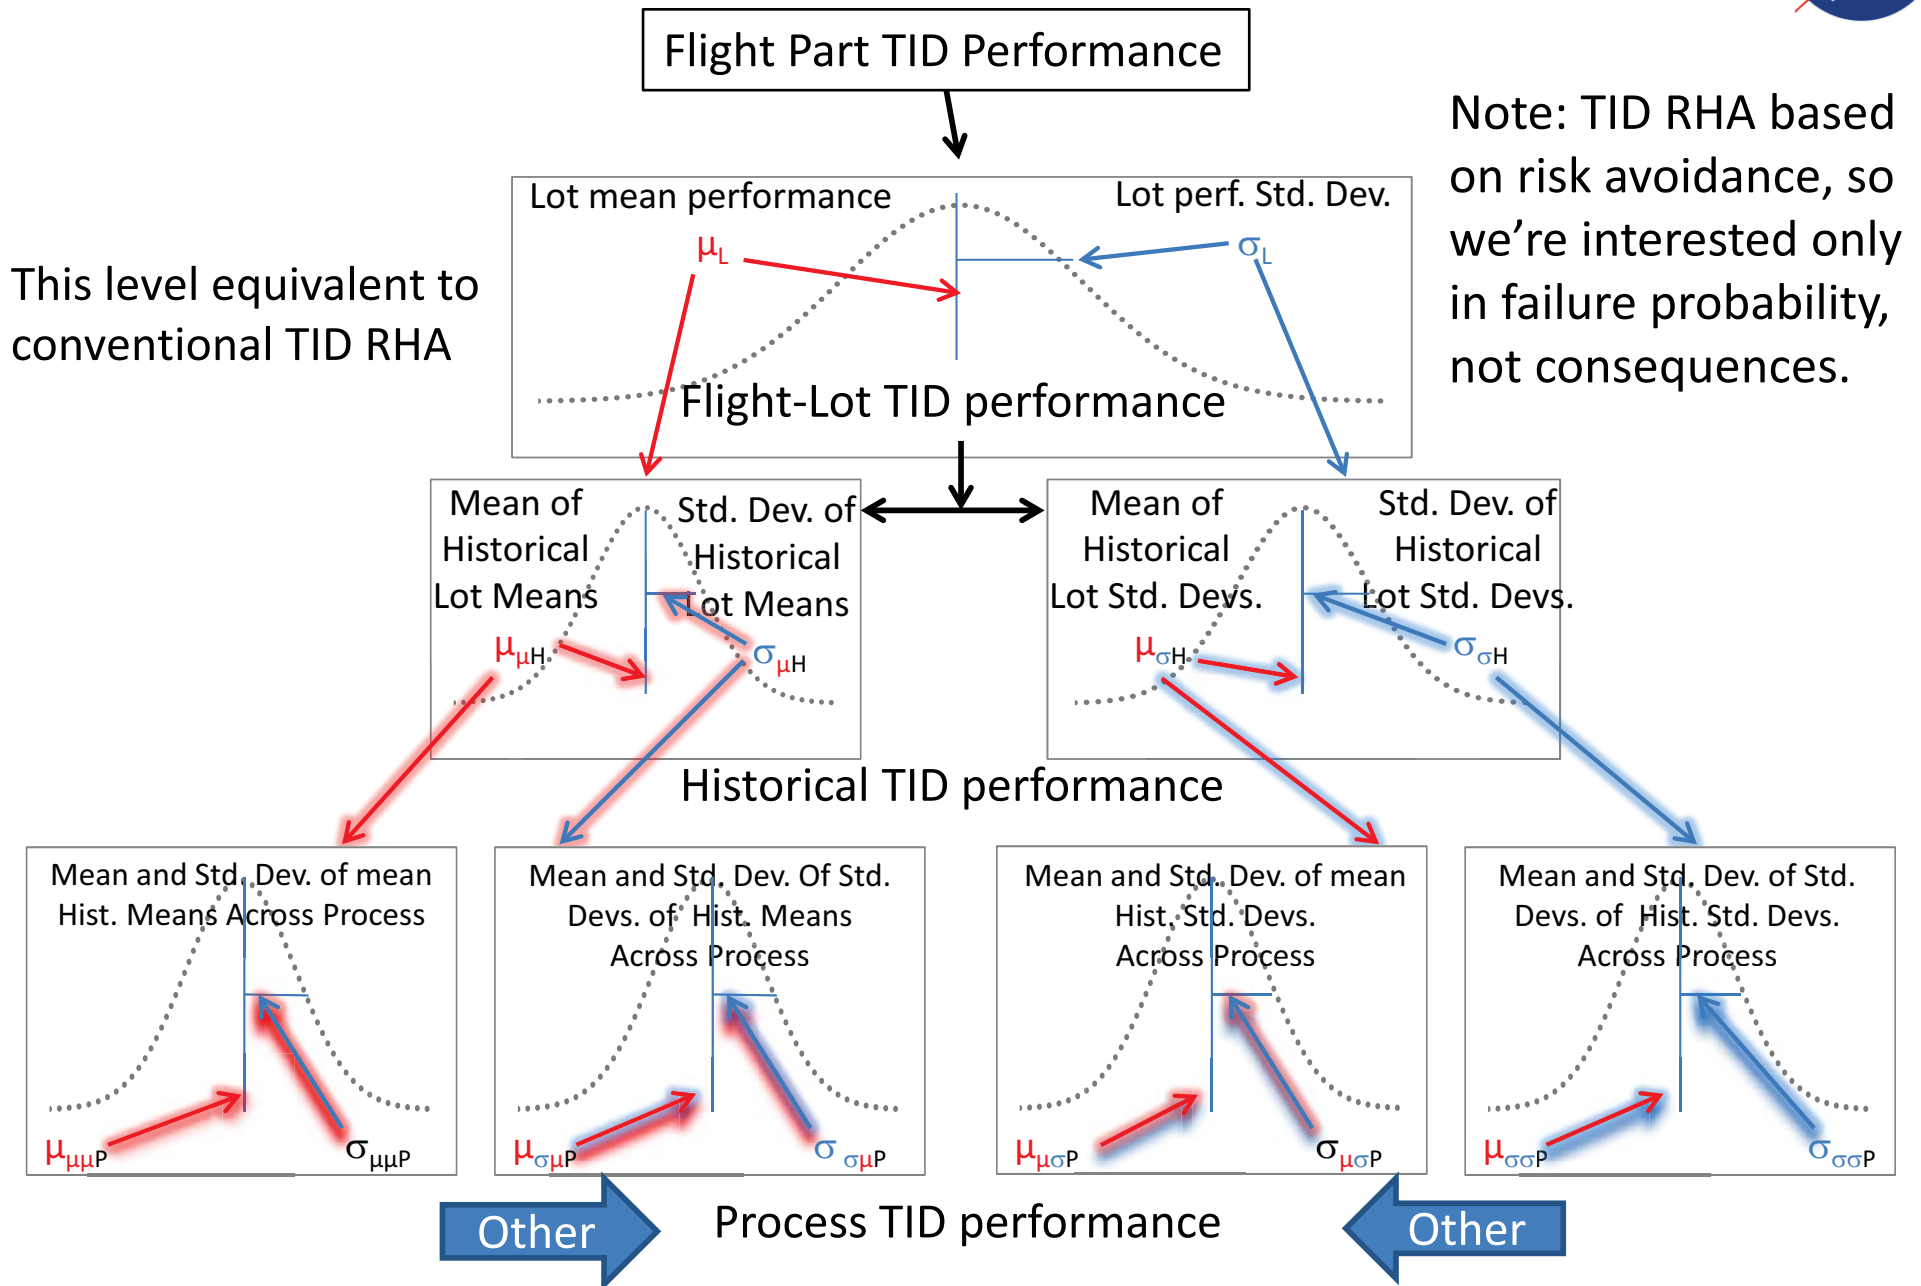 Flight Part TID Performance
Note: TID RHA based
on risk avoidance, so
we’re interested only
in failure probability,
not consequences.
This level equivalent to
conventional TID RHA
Lot mean performance
Lot perf. Std. Dev.
μL
σL
Flight-Lot TID performance
Mean of
Historical
Lot Means
Std. Dev. of
Historical
Lot Means
μμH
σμH
Mean of
Historical
Lot Std. Devs.
Std. Dev. of
Historical
Lot Std. Devs.
μσH
σσH
Historical TID performance
Mean and Std. Dev. of mean
Hist. Means Across Process
μμμP
σμμP
Mean and Std. Dev. Of Std.
Devs. of Hist. Means
Across Process
μσμP
σ σμP
Mean and Std. Dev. of mean
Hist. Std. Devs.
Across Process
μμσP
σμσP
Mean and Std. Dev. of Std.
Devs. of Hist. Std. Devs.
Across Process
μσσP
σσσP
Other
Process TID performance
Other